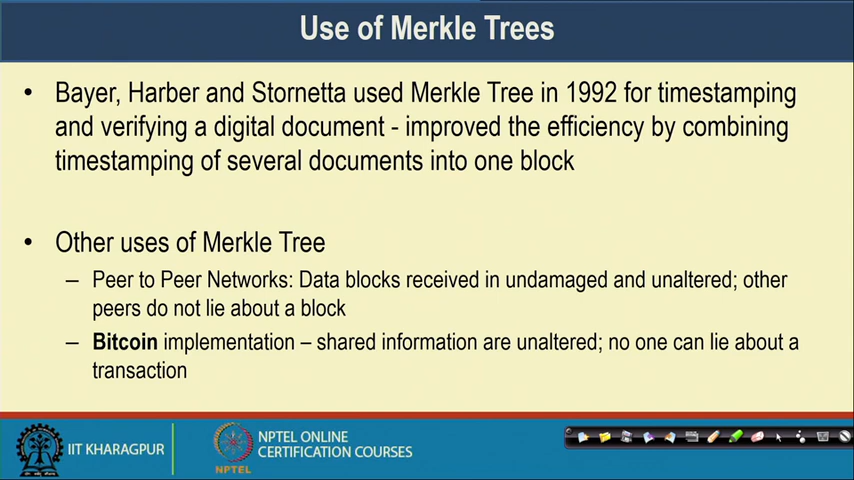 Use of Merkle Trees
• Bayer, Harber and Stornetta used Merkle Tree in 1992 for timestamping
and verifying a digital document - improved the efficiency by combining
timestamping of several documents into one block
• Other uses of Merkle Tree
– Peer to Peer Networks: Data blocks received in undamaged and unaltered; other
peers do not lie about a block
– Bitcoin implementation – shared information are unaltered; no one can lie about a
transaction
IIT KHARAGPUR
NPTEL
NPTEL ONLINE
CERTIFICATION COURSES